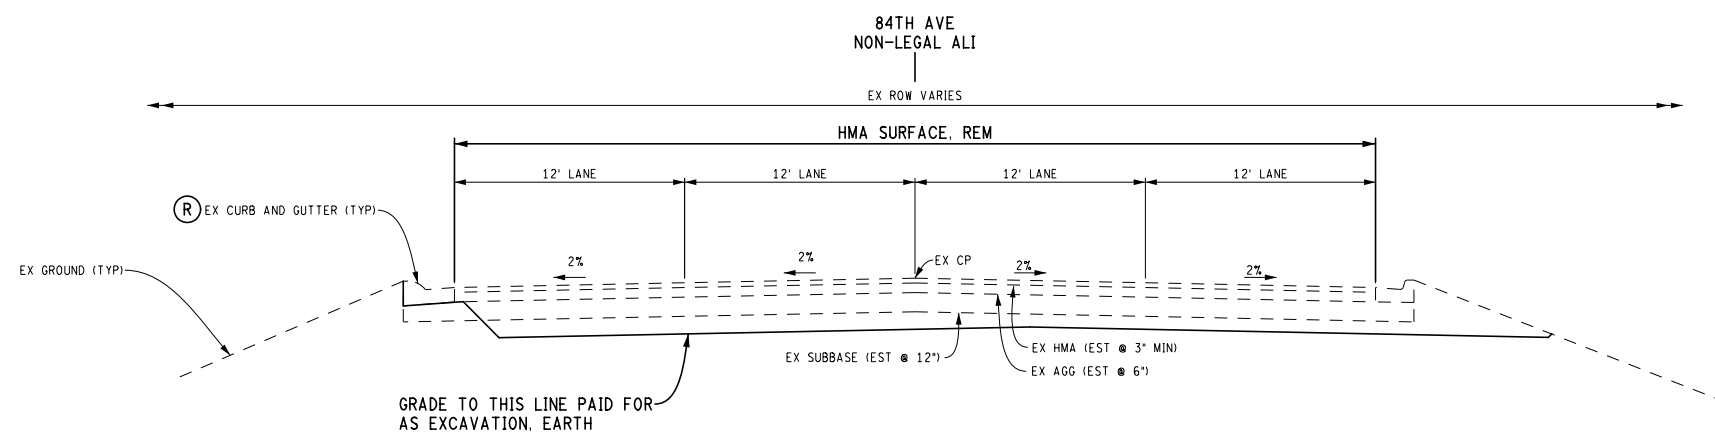 84TH AVE
NON-LEGAL ALI
EX ROW VARIES
HMA SURFACE, REM
12' LANE
12' LANE
12' LANE
12' LANE
R
EX CURB AND GUTTER (TYP)
EX GROUND (TYP)
2%
2%
EX CP
2%
2%
EX SUBBASE (EST @ 12")
EX HMA (EST @ 3" MIN)
EX AGG (EST @ 6")
GRADE TO THIS LINE PAID FOR
AS EXCAVATION, EARTH